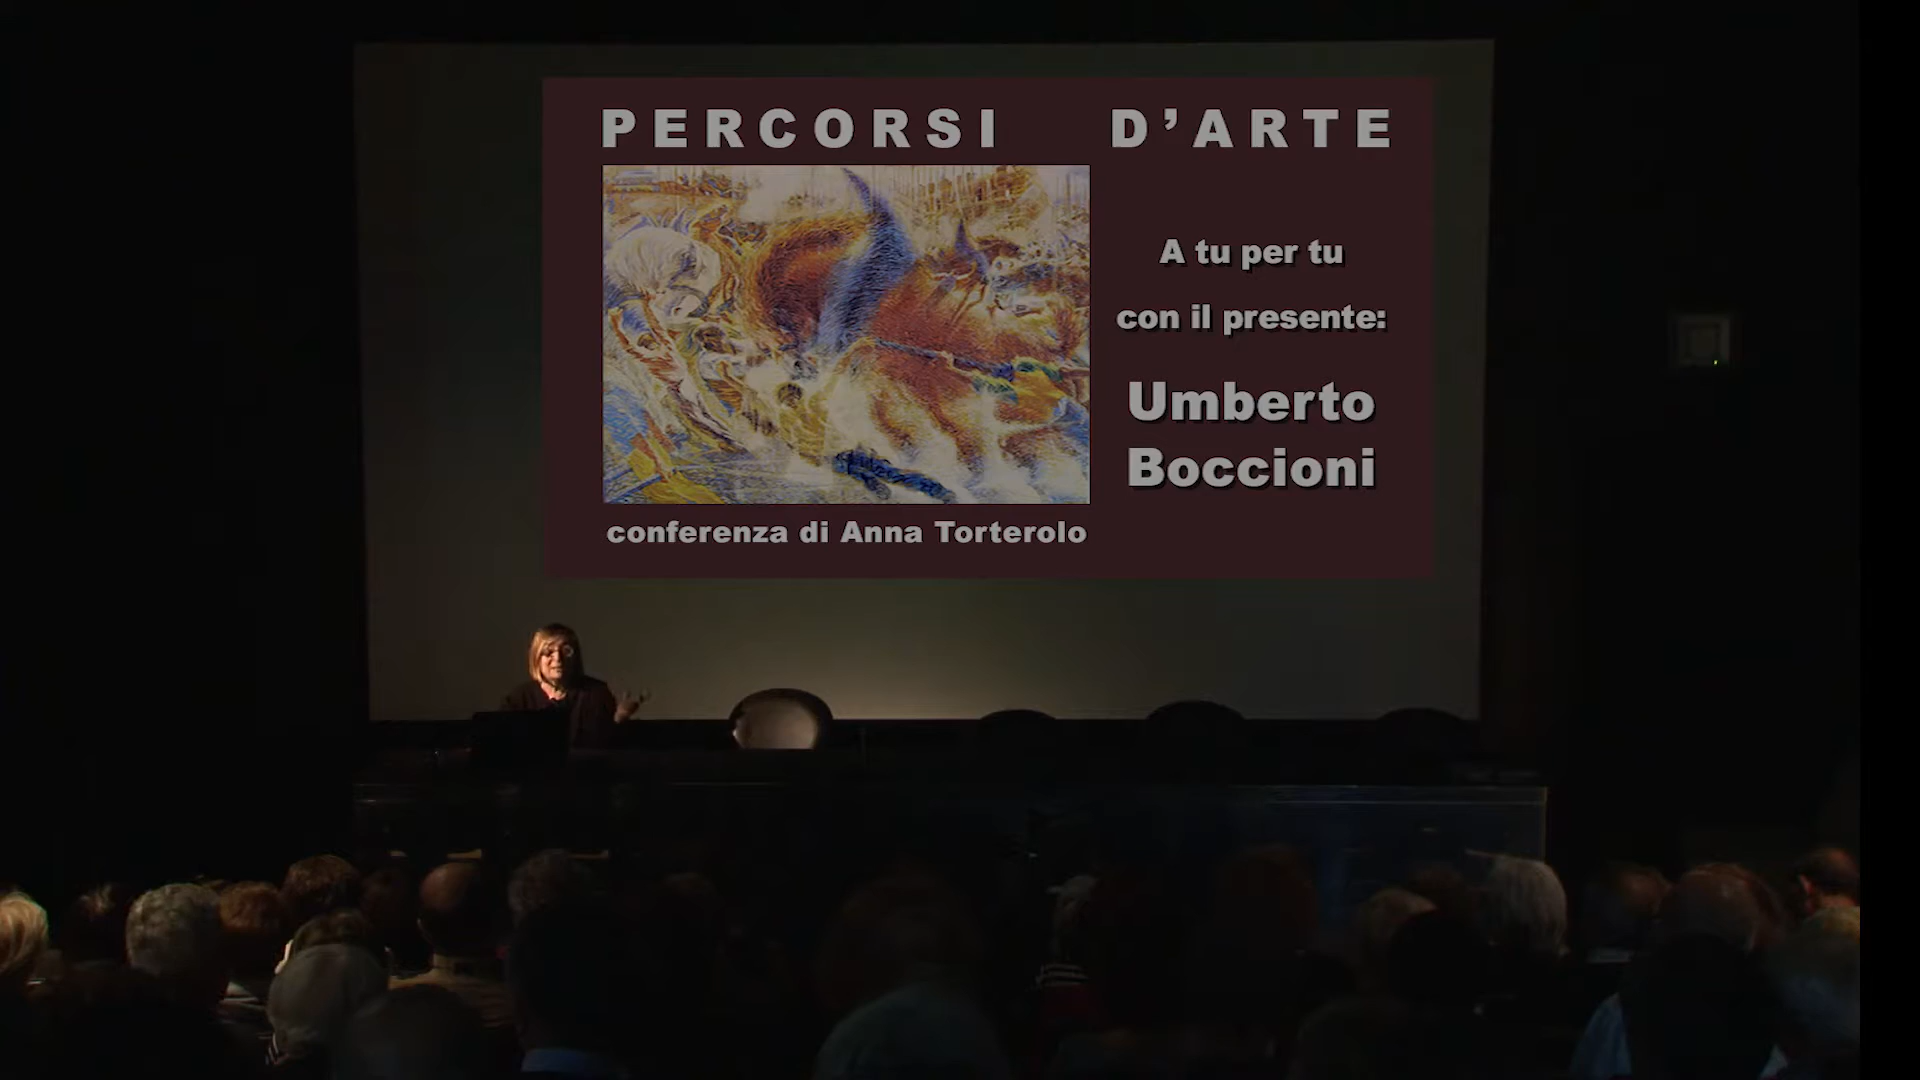 PERCORSI D’ARTE
A tu per tu
con il presente:
Umberto
Boccioni
conferenza di Anna Torterolo